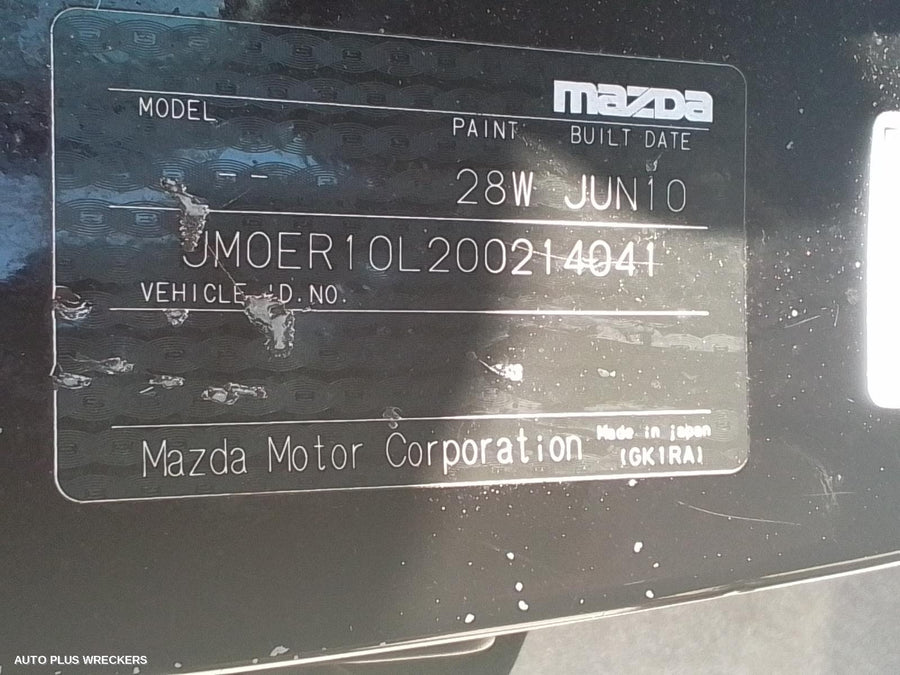 mazda
MODEL PAINT BUILT DATE
-- 28W JUN10
JM0ER10L200214041
VEHICLE ID.NO.
Mazda Motor Corporation Made in japan
(GK1RA)
AUTO PLUS WRECKERS